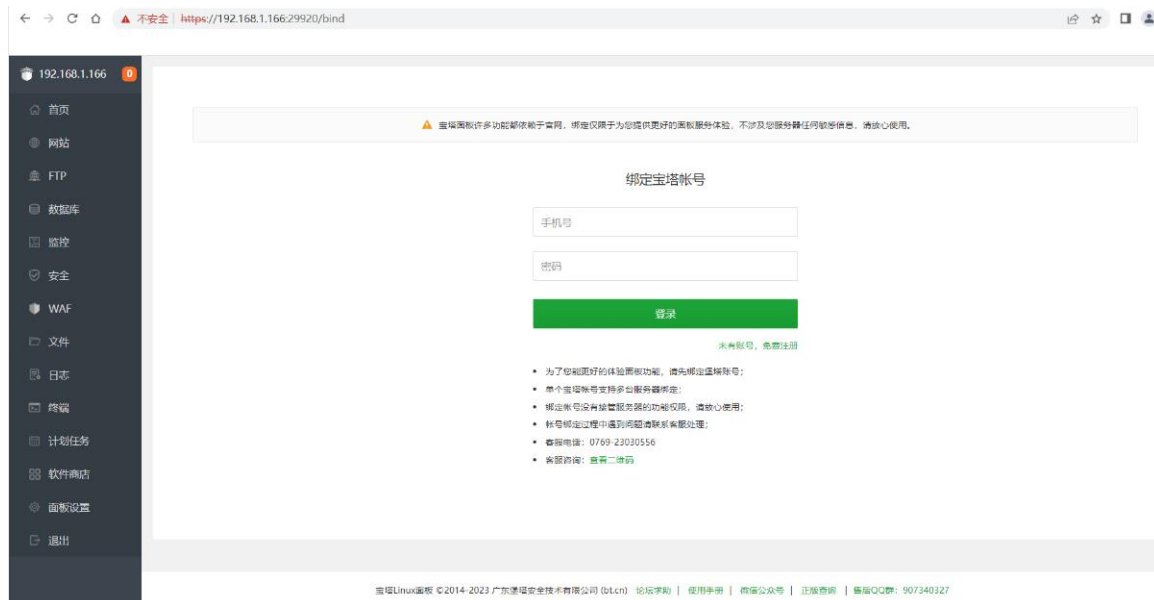 不安全 | https://192.168.1.166:29920/bind
192.168.1.166 0
首页
网站
FTP
数据库
监控
安全
WAF
文件
日志
终端
计划任务
软件商店
面板设置
退出
宝塔面板许多功能都依赖于官网，绑定仅限于为您提供更好的面板服务体验，不涉及您服务器任何敏感信息，请放心使用。
绑定宝塔帐号
手机号
密码
登录
未有账号，免费注册
• 为了您能更好的体验面板功能，请先绑定堡塔账号；
• 单个宝塔帐号支持多台服务器绑定；
• 绑定帐号没有接管服务器的功能权限，请放心使用；
• 帐号绑定过程中遇到问题请联系客服处理；
• 客服电话：0769-23030556
• 客服咨询：查看二维码
宝塔Linux面板 ©2014-2023 广东堡塔安全技术有限公司 (bt.cn) 论坛求助 | 使用手册 | 微信公众号 | 正版查询 | 售后QQ群：907340327